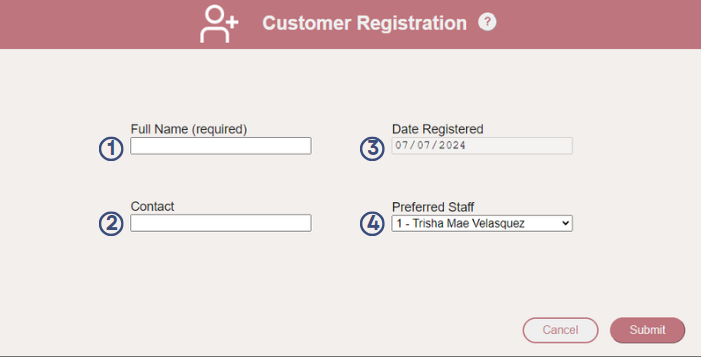 Customer Registration ?
Full Name (required)
1
Contact
2
Date Registered
3 07/07/2024
Preferred Staff
4 1 - Trisha Mae Velasquez
Cancel Submit